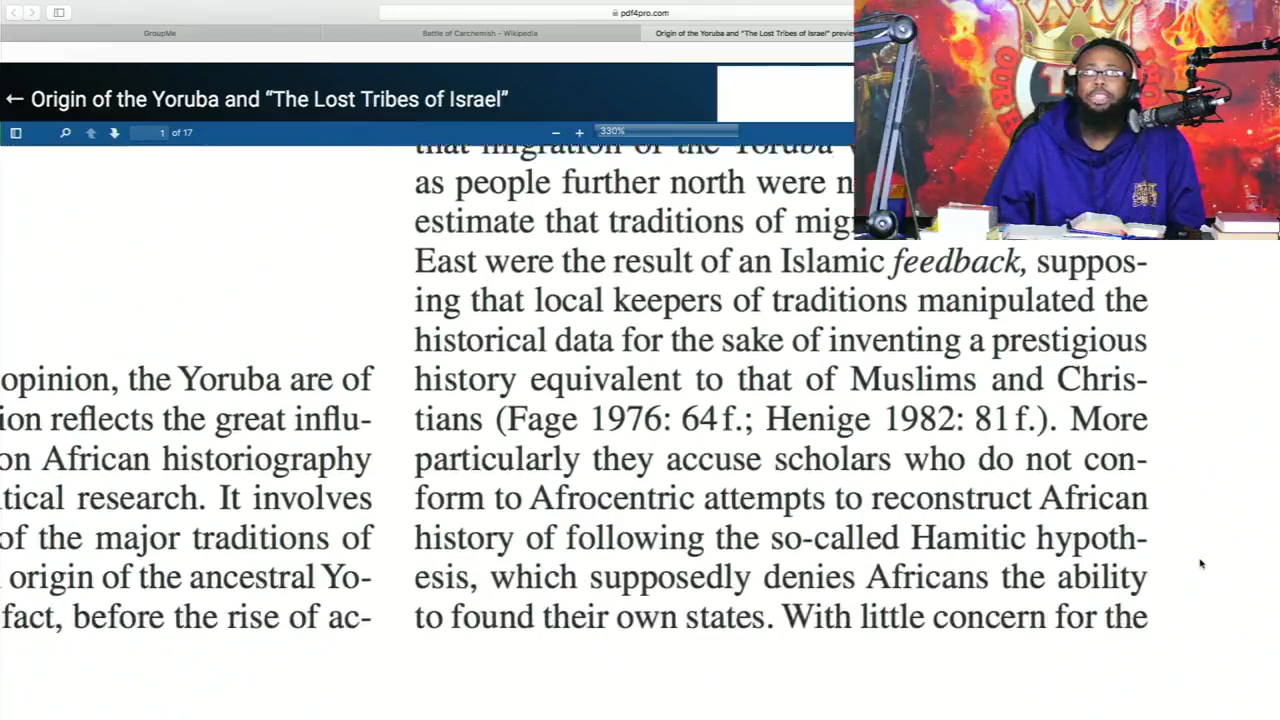 pdf4pro.com
GroupMe
Battle of Carchemish - Wikipedia
Origin of the Yoruba and "The Lost Tribes of Israel" preview
← Origin of the Yoruba and “The Lost Tribes of Israel”
1 of 17
− + 330%
opinion, the Yoruba are of
ion reflects the great influ-
on African historiography
tical research. It involves
of the major traditions of
origin of the ancestral Yo-
fact, before the rise of ac-
that migration of the Yoruba
as people further north were n
estimate that traditions of mig
East were the result of an Islamic feedback, suppos-
ing that local keepers of traditions manipulated the
historical data for the sake of inventing a prestigious
history equivalent to that of Muslims and Chris-
tians (Fage 1976: 64 f.; Henige 1982: 81 f.). More
particularly they accuse scholars who do not con-
form to Afrocentric attempts to reconstruct African
history of following the so-called Hamitic hypoth-
esis, which supposedly denies Africans the ability
to found their own states. With little concern for the